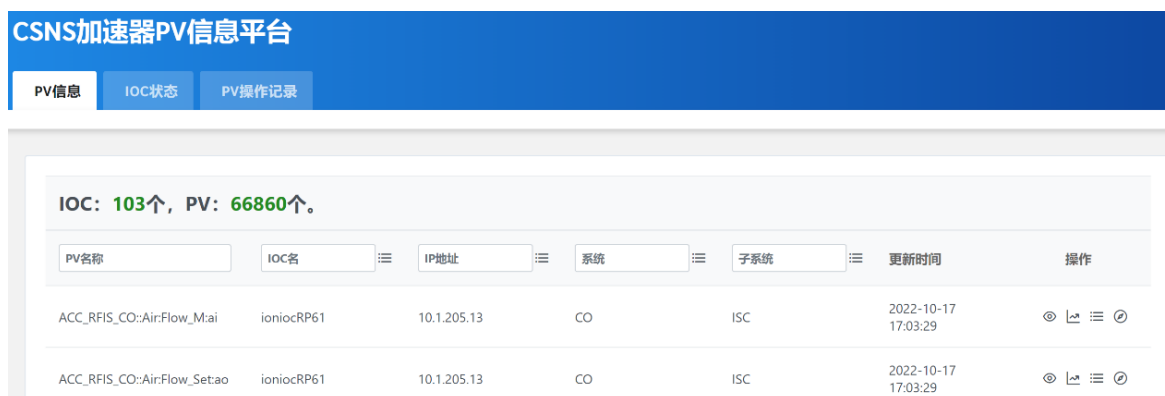 CSNS加速器PV信息平台
PV信息 IOC状态 PV操作记录
IOC：103个，PV：66860个。
PV名称 IOC名 IP地址 系统 子系统 更新时间 操作
ACC_RFIS_CO::Air:Flow_M:ai ioniocRP61 10.1.205.13 CO ISC 2022-10-17
17:03:29
ACC_RFIS_CO::Air:Flow_Set:ao ioniocRP61 10.1.205.13 CO ISC 2022-10-17
17:03:29